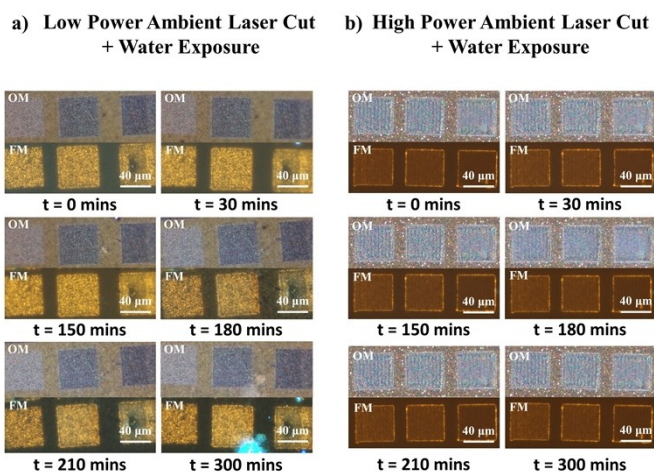 a) Low Power Ambient Laser Cut
+ Water Exposure
OM
OM
FM
40 μm
FM
40 μm
t = 0 mins
t = 30 mins
OM
OM
FM
40 μm
FM
40 μm
t = 150 mins
t = 180 mins
OM
OM
FM
40 μm
FM
40 μm
t = 210 mins
t = 300 mins
b) High Power Ambient Laser Cut
+ Water Exposure
OM
OM
FM
40 μm
FM
40 μm
t = 0 mins
t = 30 mins
OM
OM
FM
40 μm
FM
40 μm
t = 150 mins
t = 180 mins
OM
OM
FM
40 μm
FM
40 μm
t = 210 mins
t = 300 mins